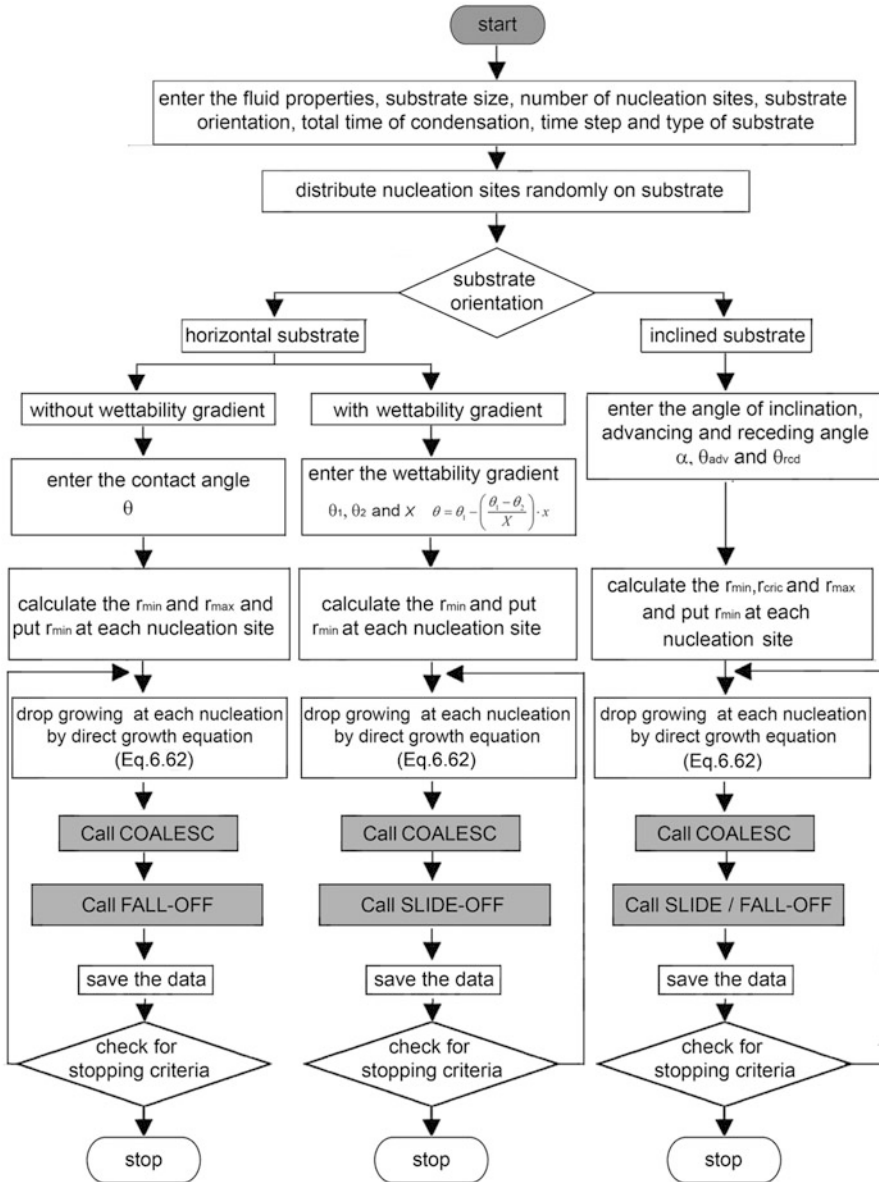 start
enter the fluid properties, substrate size, number of nucleation sites, substrate
orientation, total time of condensation, time step and type of substrate
distribute nucleation sites randomly on substrate
substrate
orientation
horizontal substrate
inclined substrate
without wettability gradient
with wettability gradient
enter the angle of inclination,
advancing and receding angle
α, θadv and θrcd
enter the contact angle
θ
enter the wettability gradient
θ1, θ2 and X θ = θ₁ − ((θ₁ − θ₂)/X) · x
calculate the rmin and rmax and
put rmin at each nucleation site
calculate the rmin and put
rmin at each nucleation site
calculate the rmin,rcric and rmax
and put rmin at each
nucleation site
drop growing at each nucleation
by direct growth equation
(Eq.6.62)
drop growing at each nucleation
by direct growth equation
(Eq.6.62)
drop growing at each nucleation
by direct growth equation
(Eq.6.62)
Call COALESC
Call COALESC
Call COALESC
Call FALL-OFF
Call SLIDE-OFF
Call SLIDE / FALL-OFF
save the data
save the data
save the data
check for
stopping criteria
check for
stopping criteria
check for
stopping criteria
stop
stop
stop